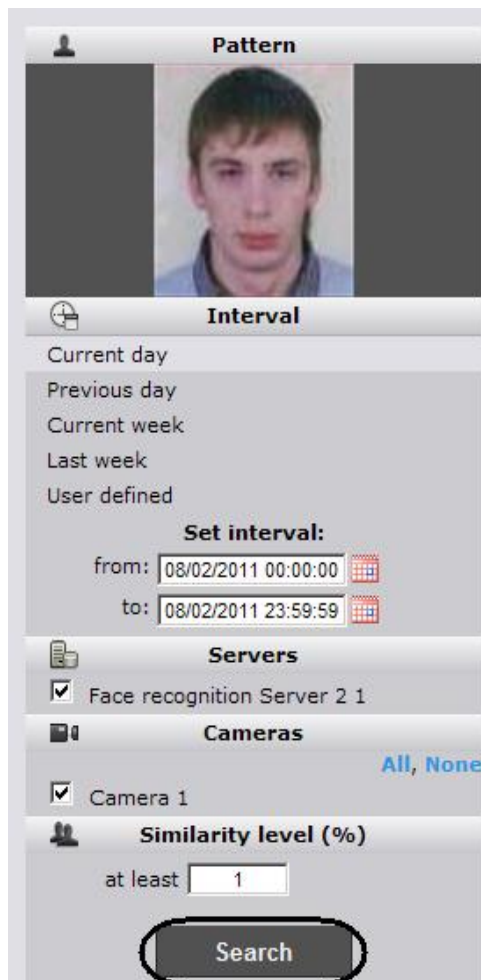 Pattern
Interval
Current day
Previous day
Current week
Last week
User defined
Set interval:
from: 08/02/2011 00:00:00
to: 08/02/2011 23:59:59
Servers
Face recognition Server 2 1
Cameras
All, None
Camera 1
Similarity level (%)
at least 1
Search